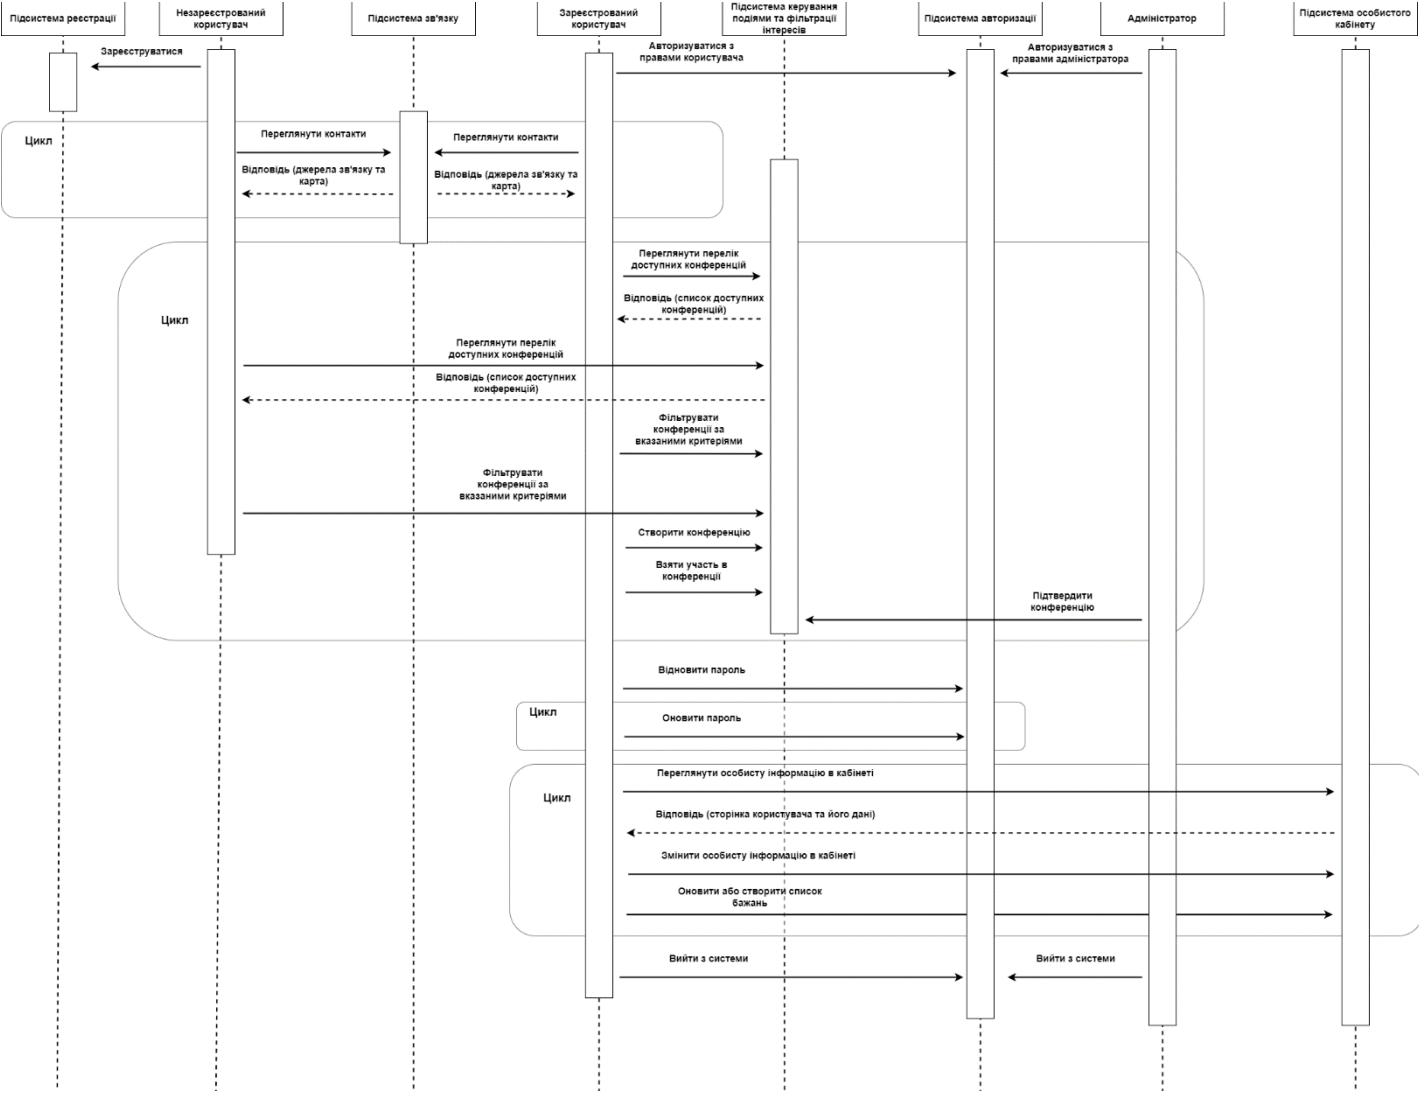 Підсистема реєстрації
Незареєстрований
користувач
Підсистема зв'язку
Зареєстрований
користувач
Підсистема керування
подіями та фільтрації
інтересів
Підсистема авторизації
Адміністратор
Підсистема особистого
кабінету
Зареєструватися
Авторизуватися з
правами користувача
Авторизуватися з
правами адміністратора
Цикл
Переглянути контакти
Переглянути контакти
Відповідь (джерела зв'язку та
карта)
Відповідь (джерела зв'язку та
карта)
Переглянути перелік
доступних конференцій
Відповідь (список доступних
конференцій)
Цикл
Переглянути перелік
доступних конференцій
Відповідь (список доступних
конференцій)
Фільтрувати
конференції за
вказаними критеріями
Фільтрувати
конференції за
вказаними критеріями
Створити конференцію
Взяти участь в
конференції
Підтвердити
конференцію
Відновити пароль
Цикл
Оновити пароль
Переглянути особисту інформацію в кабінеті
Цикл
Відповідь (сторінка користувача та його дані)
Змінити особисту інформацію в кабінеті
Оновити або створити список
бажань
Вийти з системи
Вийти з системи